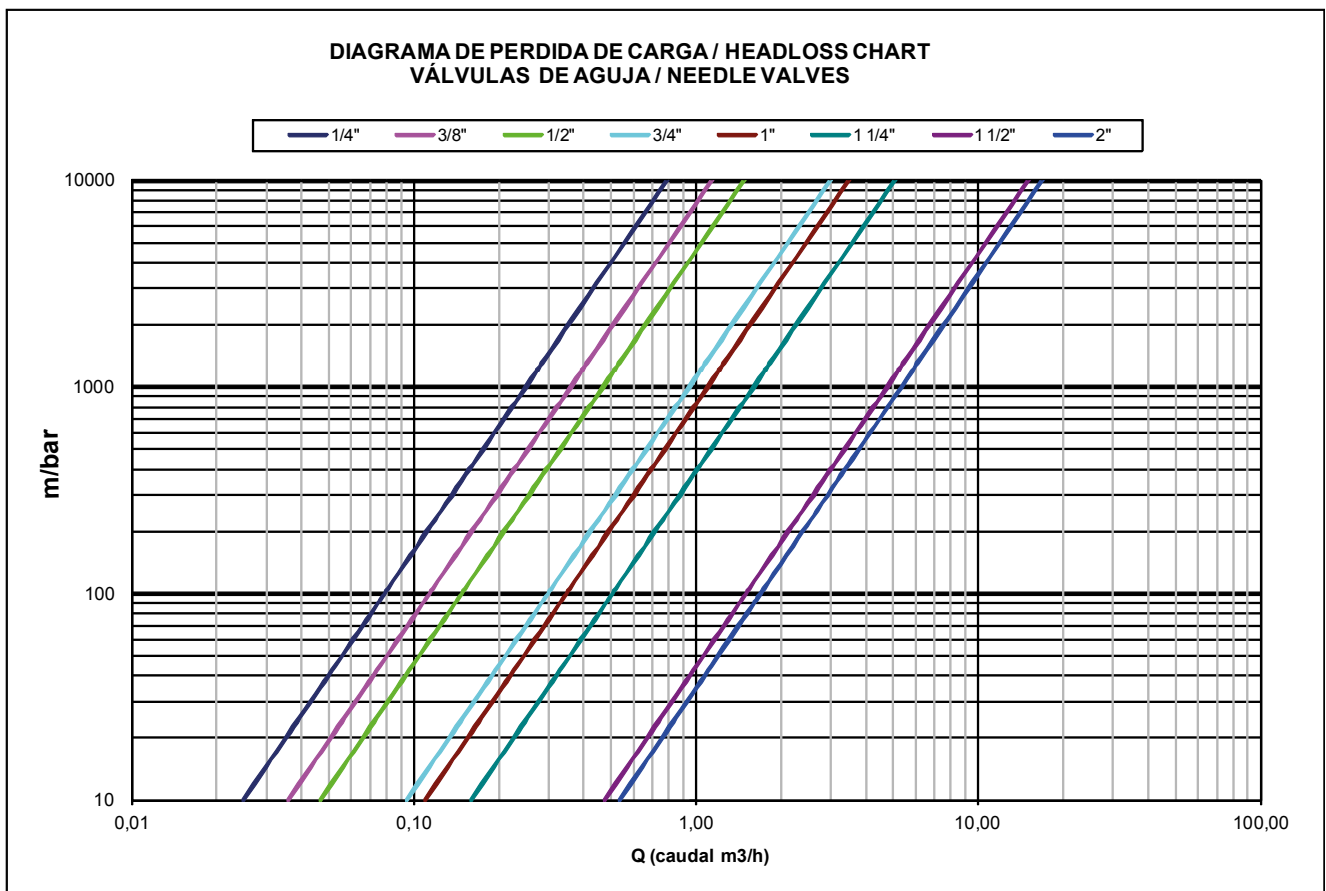 DIAGRAMA DE PERDIDA DE CARGA / HEADLOSS CHART
VÁLVULAS DE AGUJA / NEEDLE VALVES
1/4" 3/8" 1/2" 3/4" 1" 1 1/4" 1 1/2" 2"
10000
1000
100
10
m/bar
0,01 0,10 1,00 10,00 100,00
Q (caudal m3/h)